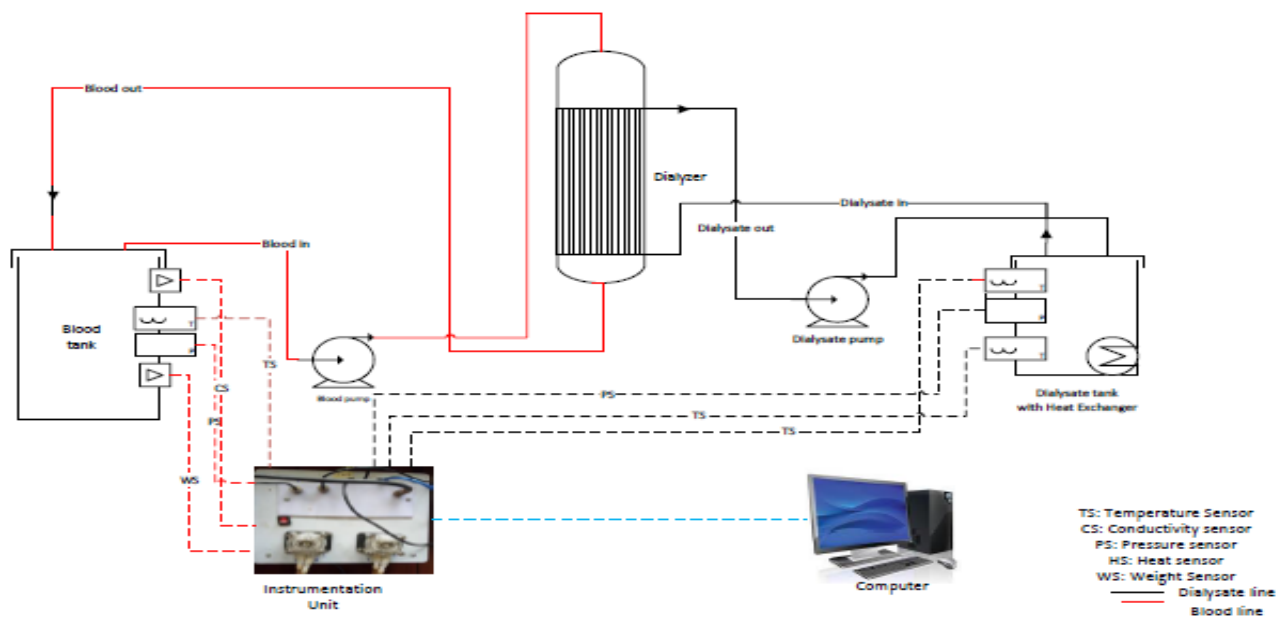 Blood out
Dialyzer
Dialysate in
Dialysate out
Blood in
T
P
T
P
T
Blood
tank
TS
CS
PS
WS
Blood pump
Dialysate pump
PS
TS
TS
Dialysate tank
with Heat Exchanger
Instrumentation
Unit
Computer
TS: Temperature Sensor
CS: Conductivity sensor
PS: Pressure sensor
HS: Heat sensor
WS: Weight Sensor
Dialysate line
Blood line